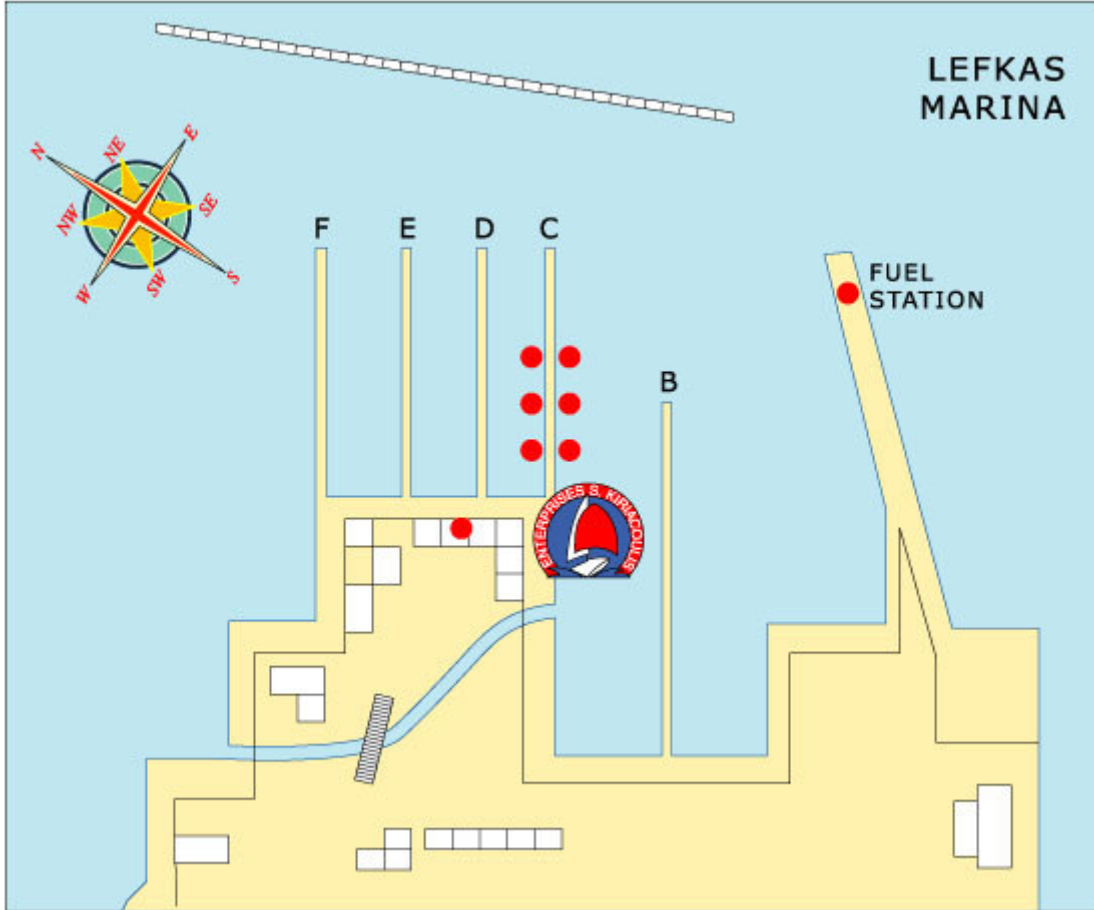 LEFKAS
MARINA
N
NE
E
NW
SE
W
SW
S
F
E
D
C
FUEL
STATION
B
ENTERPRISES S. KIRIACOULIS